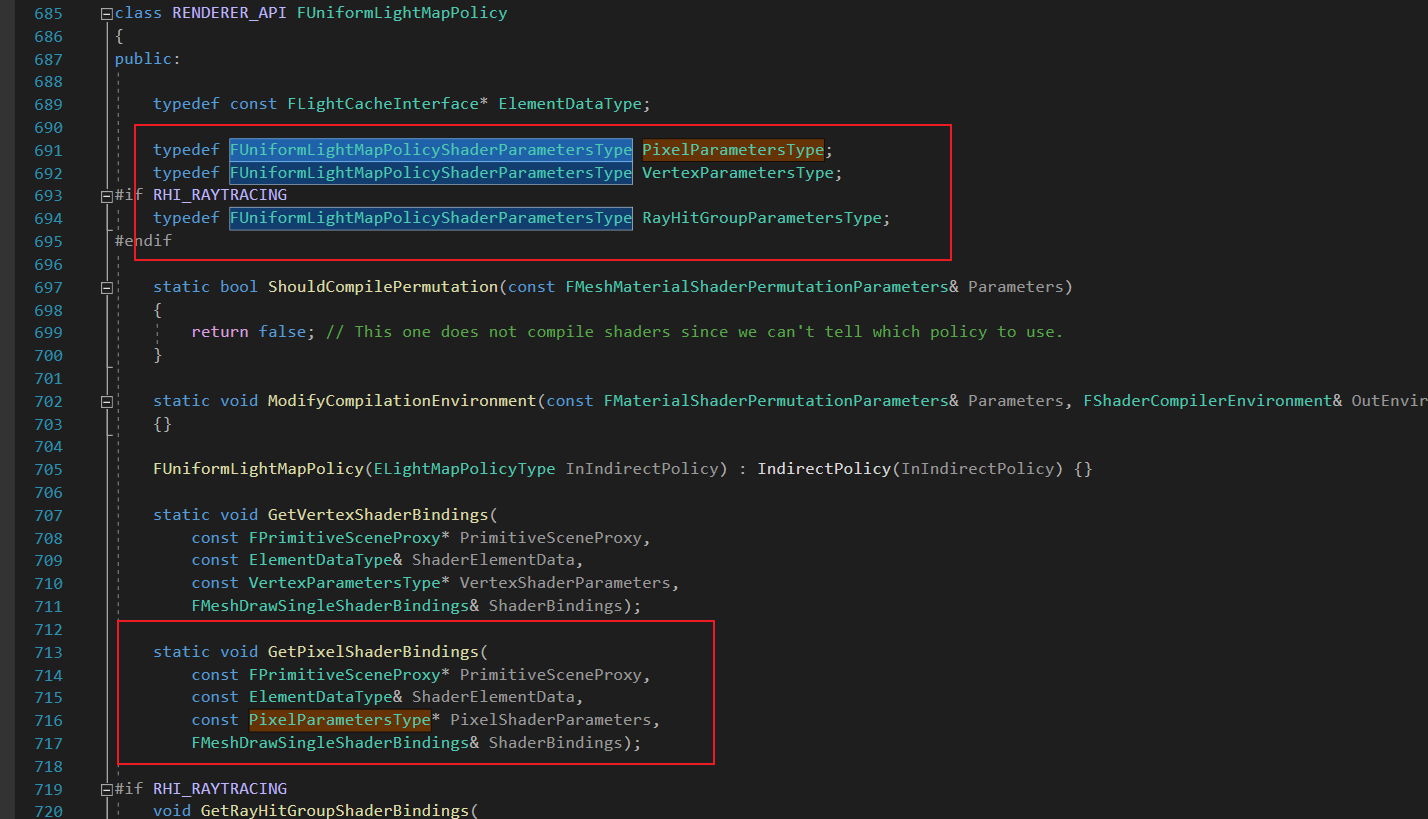 685 class RENDERER_API FUniformLightMapPolicy
686 {
687 public:
688
689 typedef const FLightCacheInterface* ElementDataType;
690
691 typedef FUniformLightMapPolicyShaderParametersType PixelParametersType;
692 typedef FUniformLightMapPolicyShaderParametersType VertexParametersType;
693 #if RHI_RAYTRACING
694 typedef FUniformLightMapPolicyShaderParametersType RayHitGroupParametersType;
695 #endif
696
697 static bool ShouldCompilePermutation(const FMeshMaterialShaderPermutationParameters& Parameters)
698 {
699 return false; // This one does not compile shaders since we can't tell which policy to use.
700 }
701
702 static void ModifyCompilationEnvironment(const FMaterialShaderPermutationParameters& Parameters, FShaderCompilerEnvironment& OutEnvir
703 {}
704
705 FUniformLightMapPolicy(ELightMapPolicyType InIndirectPolicy) : IndirectPolicy(InIndirectPolicy) {}
706
707 static void GetVertexShaderBindings(
708 const FPrimitiveSceneProxy* PrimitiveSceneProxy,
709 const ElementDataType& ShaderElementData,
710 const VertexParametersType* VertexShaderParameters,
711 FMeshDrawSingleShaderBindings& ShaderBindings);
712
713 static void GetPixelShaderBindings(
714 const FPrimitiveSceneProxy* PrimitiveSceneProxy,
715 const ElementDataType& ShaderElementData,
716 const PixelParametersType* PixelShaderParameters,
717 FMeshDrawSingleShaderBindings& ShaderBindings);
718
719 #if RHI_RAYTRACING
720 void GetRayHitGroupShaderBindings(